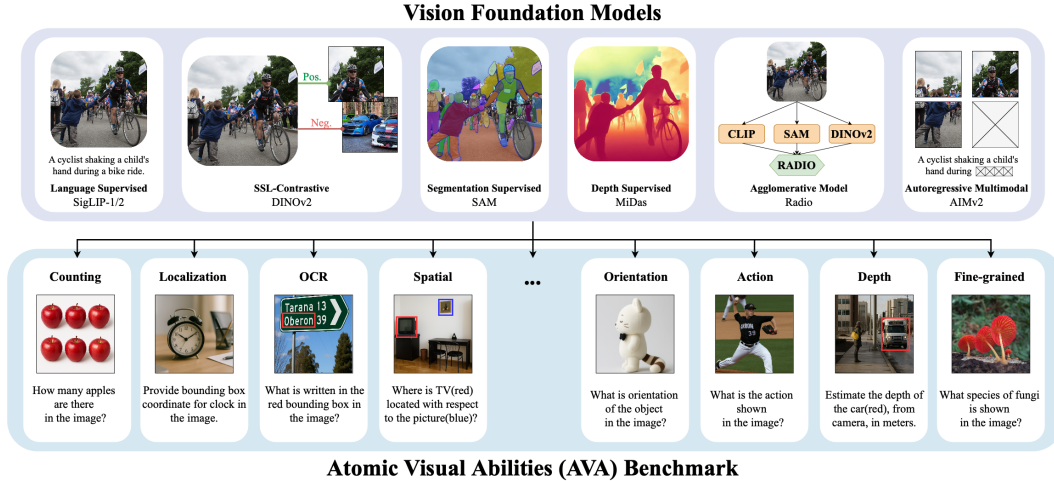 Vision Foundation Models
Pos.
Neg.
A cyclist shaking a child's
hand during a bike ride.
Language Supervised
SigLIP-1/2
SSL-Contrastive
DINOv2
Segmentation Supervised
SAM
Depth Supervised
MiDas
CLIP
SAM
DINOv2
RADIO
Agglomerative Model
Radio
A cyclist shaking a child's
hand during
Autoregressive Multimodal
AIMv2
Counting
How many apples
are there
in the image?
Localization
Provide bounding box
coordinate for clock in
the image.
OCR
Tarana 13
Oberon 39
What is written in the
red bounding box in
the image?
Spatial
Where is TV(red)
located with respect
to the picture(blue)?
...
Orientation
What is orientation
of the object
in the image?
Action
What is the action
shown
in the image?
Depth
Estimate the depth of
the car(red), from
camera, in meters.
Fine-grained
What species of fungi
is shown
in the image?
Atomic Visual Abilities (AVA) Benchmark